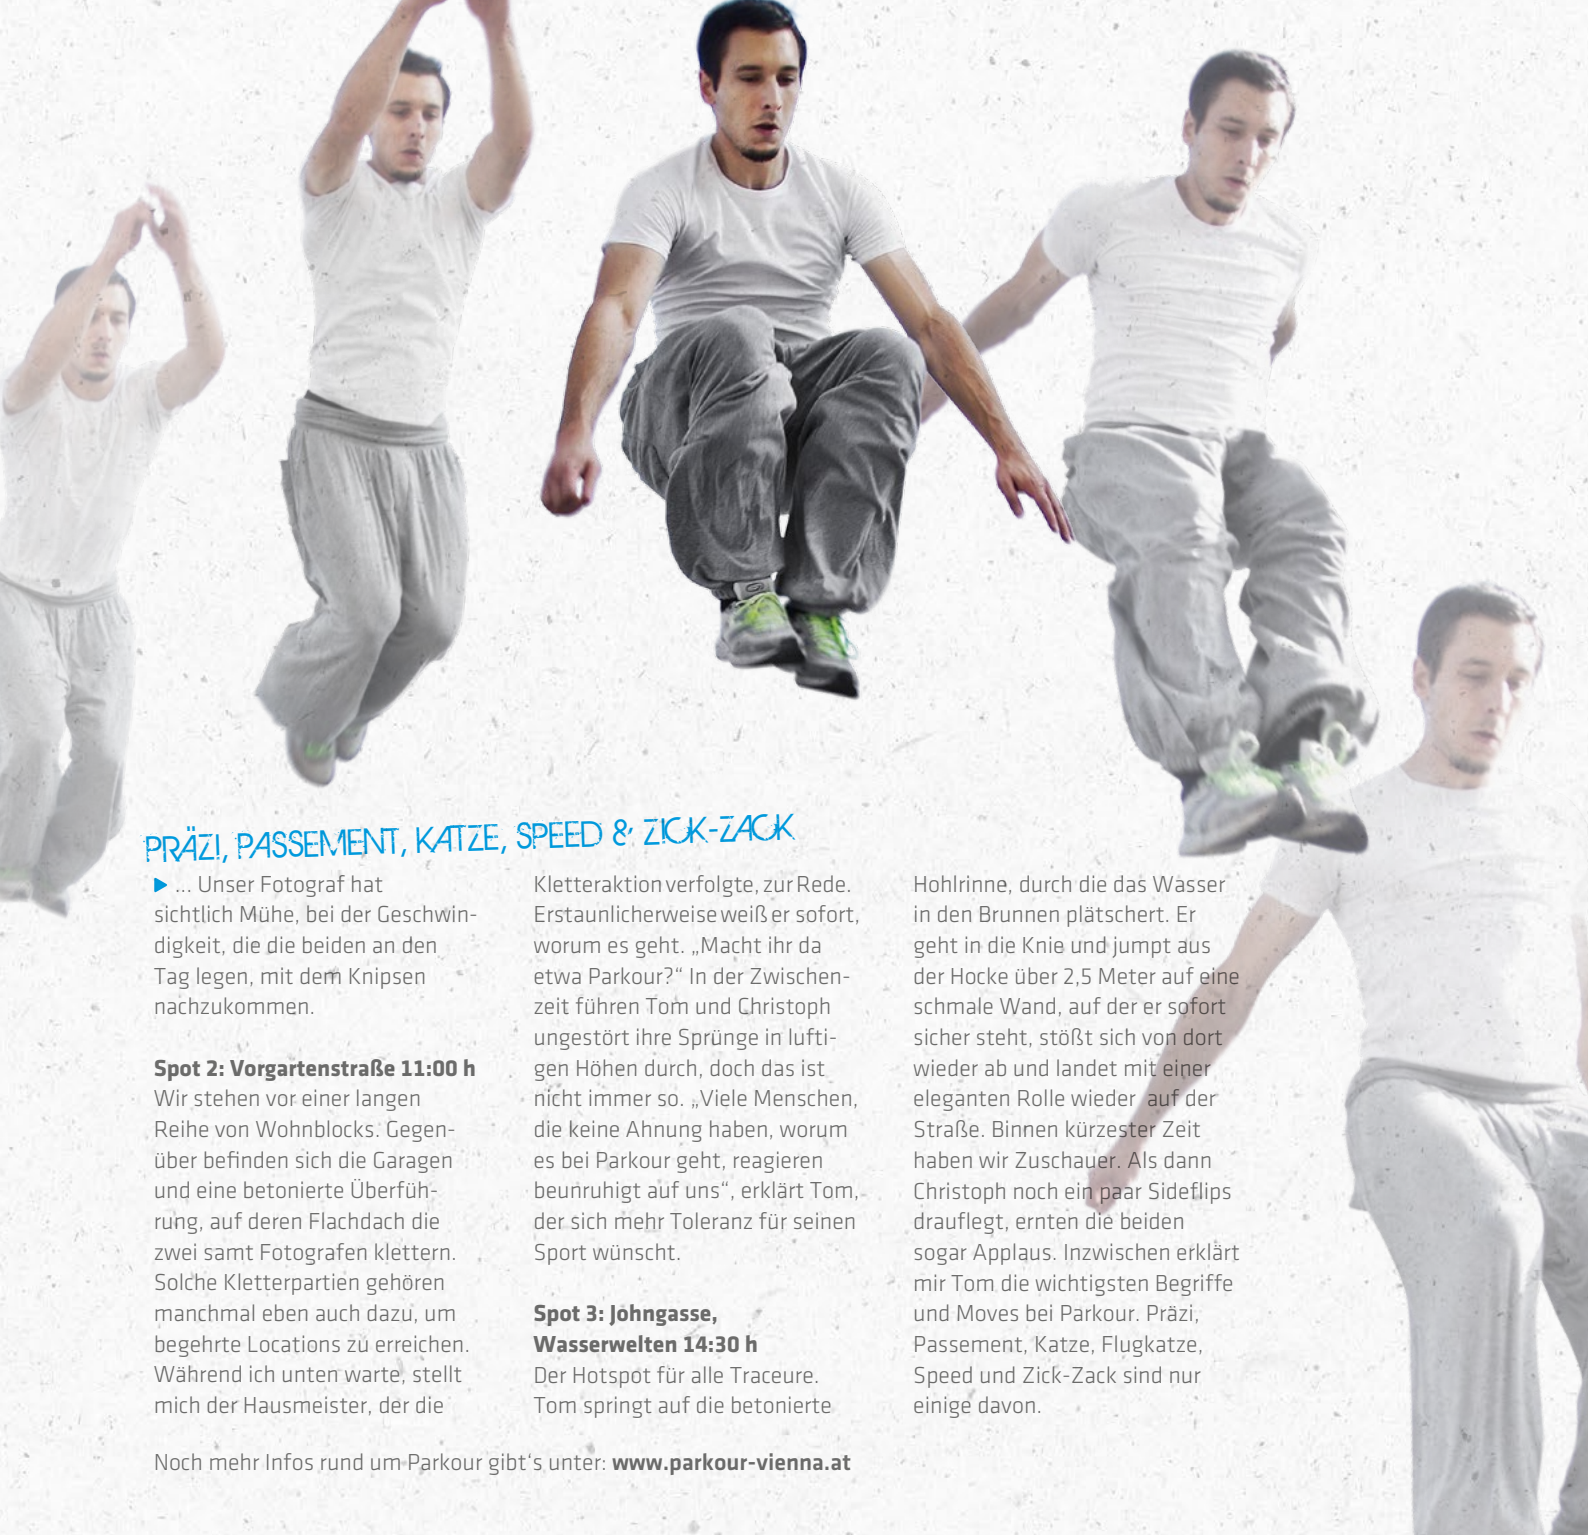 PRÄZI, PASSEMENT, KATZE, SPEED & ZICK-ZACK
... Unser Fotograf hat
sichtlich Mühe, bei der Geschwin-
digkeit, die die beiden an den
Tag legen, mit dem Knipsen
nachzukommen.
Spot 2: Vorgartenstraße 11:00 h
Wir stehen vor einer langen
Reihe von Wohnblocks. Gegen-
über befinden sich die Garagen
und eine betonierte Überfüh-
rung, auf deren Flachdach die
zwei samt Fotografen klettern.
Solche Kletterpartien gehören
manchmal eben auch dazu, um
begehrte Locations zu erreichen.
Während ich unten warte, stellt
mich der Hausmeister, der die
Kletteraktion verfolgte, zur Rede.
Erstaunlicherweise weiß er sofort,
worum es geht. „Macht ihr da
etwa Parkour?“ In der Zwischen-
zeit führen Tom und Christoph
ungestört ihre Sprünge in lufti-
gen Höhen durch, doch das ist
nicht immer so. „Viele Menschen,
die keine Ahnung haben, worum
es bei Parkour geht, reagieren
beunruhigt auf uns“, erklärt Tom,
der sich mehr Toleranz für seinen
Sport wünscht.
Spot 3: Johngasse,
Wasserwelten 14:30 h
Der Hotspot für alle Traceure.
Tom springt auf die betonierte
Hohlrinne, durch die das Wasser
in den Brunnen plätschert. Er
geht in die Knie und jumpt aus
der Hocke über 2,5 Meter auf eine
schmale Wand, auf der er sofort
sicher steht, stößt sich von dort
wieder ab und landet mit einer
eleganten Rolle wieder auf der
Straße. Binnen kürzester Zeit
haben wir Zuschauer. Als dann
Christoph noch ein paar Sideflips
drauflegt, ernten die beiden
sogar Applaus. Inzwischen erklärt
mir Tom die wichtigsten Begriffe
und Moves bei Parkour. Präzi,
Passement, Katze, Flugkatze,
Speed und Zick-Zack sind nur
einige davon.
Noch mehr Infos rund um Parkour gibt‘s unter: www.parkour-vienna.at